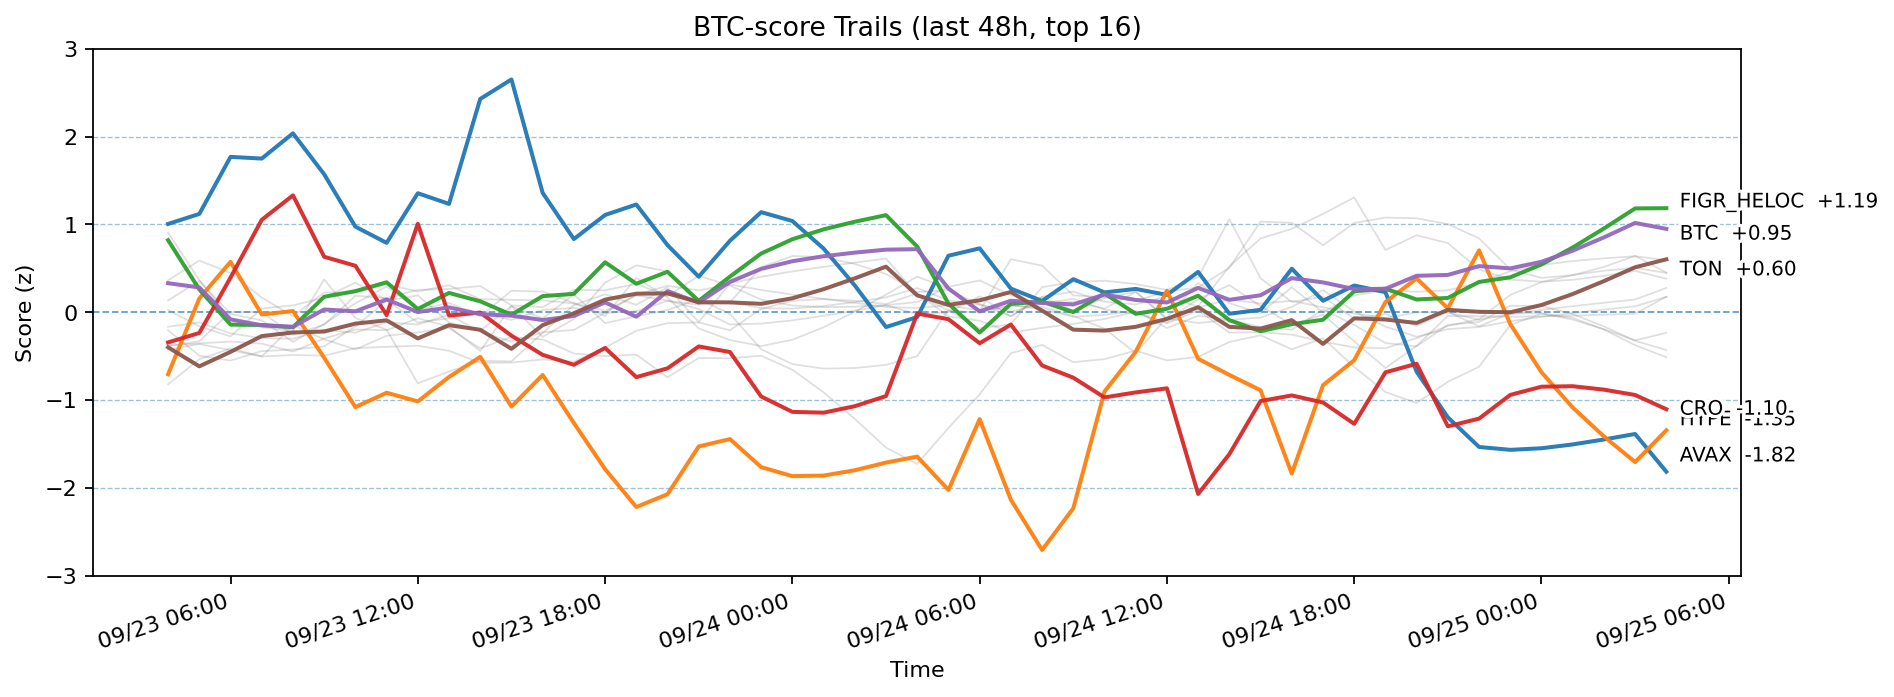 BTC-score Trails (last 48h, top 16)
Score (z)
3
2
1
0
−1
−2
−3
FIGR_HELOC +1.19
BTC +0.95
TON +0.60
CRO -1.10
HYPE -1.35
AVAX -1.82
09/23 06:00
09/23 12:00
09/23 18:00
09/24 00:00
09/24 06:00
09/24 12:00
09/24 18:00
09/25 00:00
09/25 06:00
Time